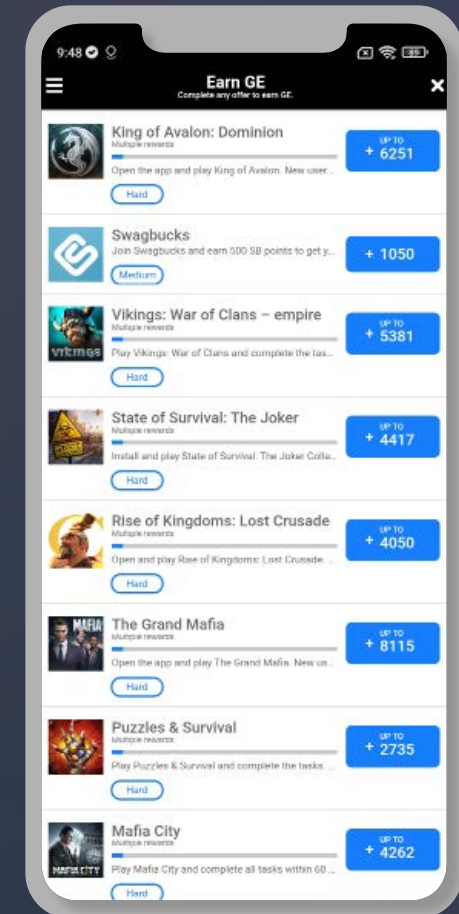 9:48
89
Earn GE
Complete any offer to earn GE.
King of Avalon: Dominion
Multiple rewards
Open the app and play King of Avalon. New user...
Hard
UP TO
+ 6251
Swagbucks
Join Swagbucks and earn 500 SB points to get y...
Medium
+ 1050
Vikings: War of Clans – empire
Multiple rewards
Play Vikings: War of Clans and complete the tas...
Hard
VIKINGS
UP TO
+ 5381
State of Survival: The Joker
Multiple rewards
Install and play State of Survival: The Joker Colla...
Hard
UP TO
+ 4417
Rise of Kingdoms: Lost Crusade
Multiple rewards
Open and play Rise of Kingdoms: Lost Crusade. ...
Hard
UP TO
+ 4050
MAFIA
The Grand Mafia
Multiple rewards
Open the app and play The Grand Mafia. New us...
Hard
UP TO
+ 8115
Puzzles & Survival
Multiple rewards
Play Puzzles & Survival and complete the tasks. ...
Hard
UP TO
+ 2735
Mafia City
Multiple rewards
Play Mafia City and complete all tasks within 60 ...
Hard
MAFIA CITY
UP TO
+ 4262